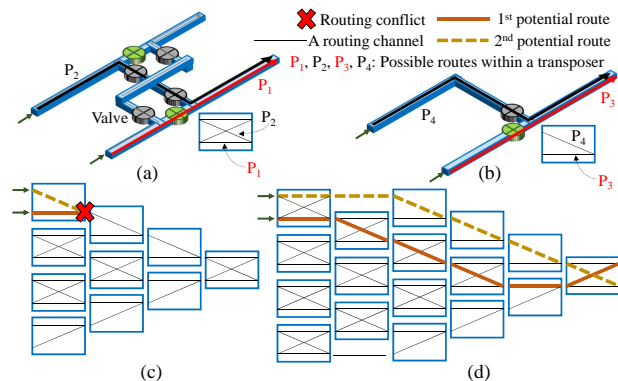 Routing conflict
1st potential route
A routing channel
2nd potential route
P1, P2, P3, P4: Possible routes within a transposer
P2
P1
Valve
P2
P1
(a)
P4
P3
P4
P3
(b)
(c)
(d)